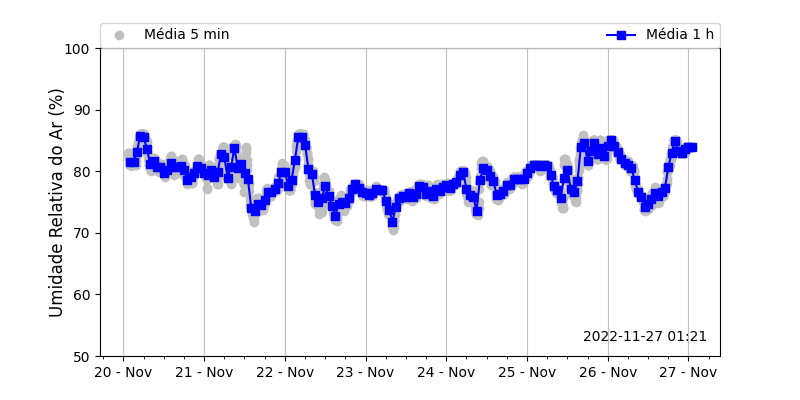 Média 5 min
Média 1 h
Umidade Relativa do Ar (%)
100
90
80
70
60
50
2022-11-27 01:21
20 - Nov
21 - Nov
22 - Nov
23 - Nov
24 - Nov
25 - Nov
26 - Nov
27 - Nov